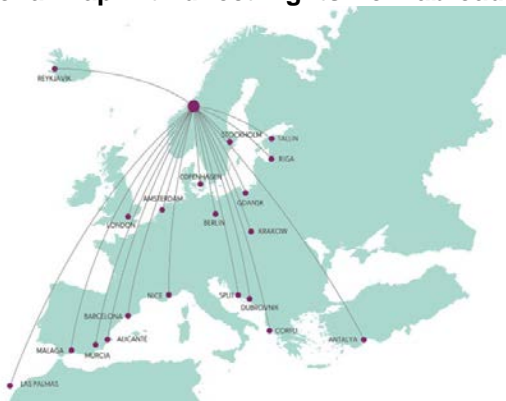 REYKJAVIK
STOCKHOLM
TALLIN
RIGA
COPENHAGEN
GDANSK
AMSTERDAM
LONDON
BERLIN
KRAKOW
NICE
SPLIT
DUBROVNIK
BARCELONA
CORFU
ALICANTE
ANTALYA
MALAGA
MURCIA
LAS PALMAS